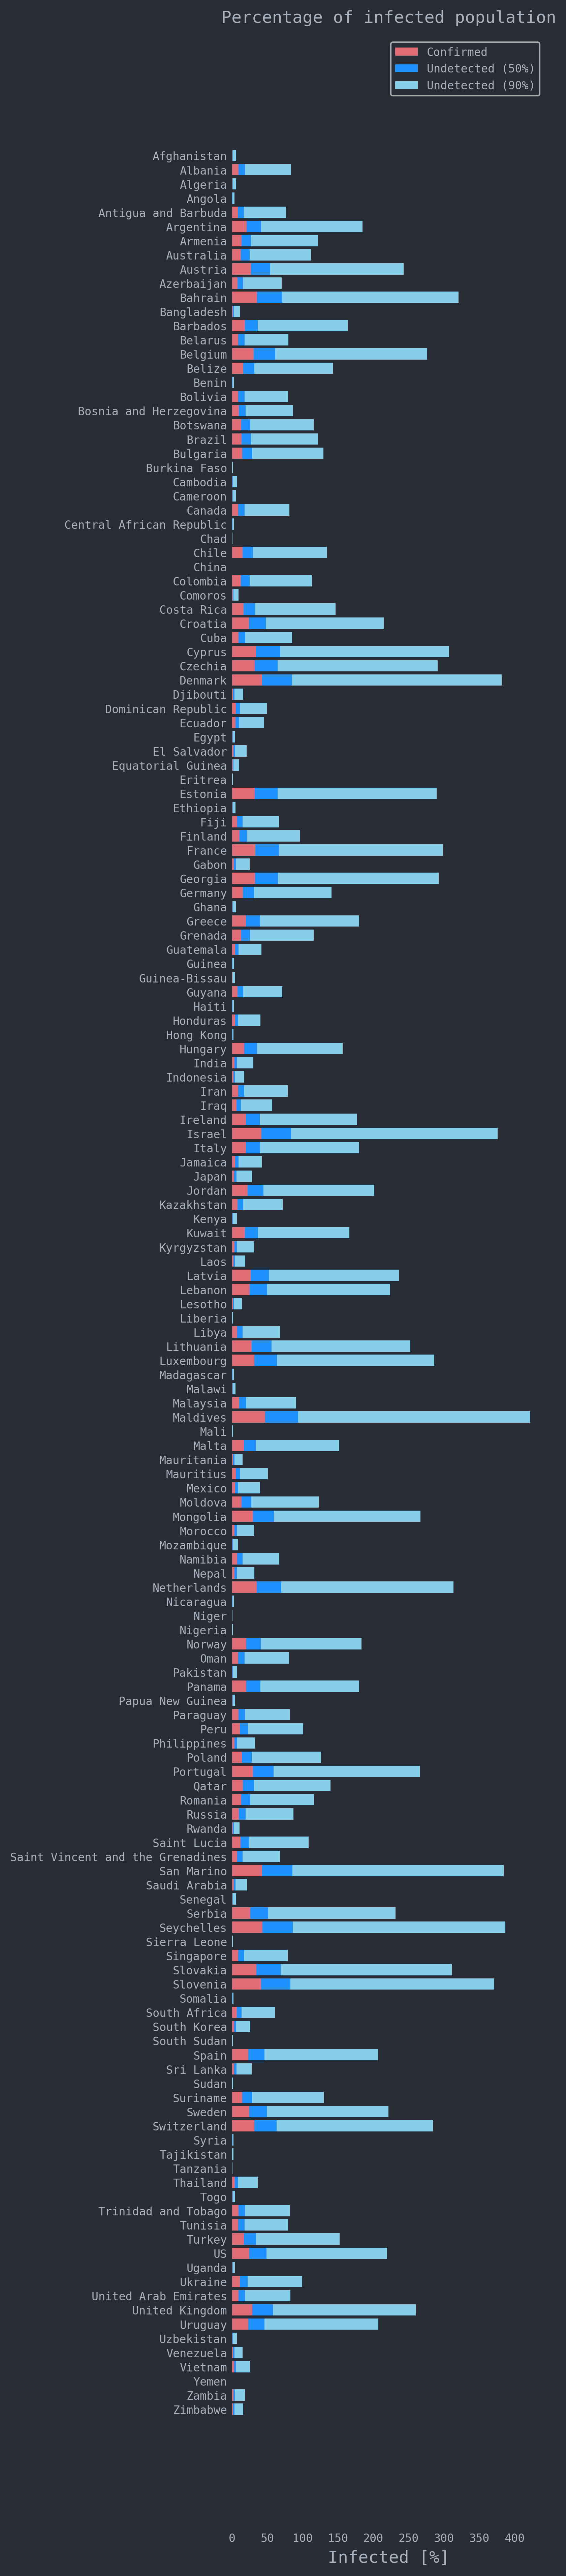 Percentage of infected population
Confirmed
Undetected (50%)
Undetected (90%)
Afghanistan
Albania
Algeria
Angola
Antigua and Barbuda
Argentina
Armenia
Australia
Austria
Azerbaijan
Bahrain
Bangladesh
Barbados
Belarus
Belgium
Belize
Benin
Bolivia
Bosnia and Herzegovina
Botswana
Brazil
Bulgaria
Burkina Faso
Cambodia
Cameroon
Canada
Central African Republic
Chad
Chile
China
Colombia
Comoros
Costa Rica
Croatia
Cuba
Cyprus
Czechia
Denmark
Djibouti
Dominican Republic
Ecuador
Egypt
El Salvador
Equatorial Guinea
Eritrea
Estonia
Ethiopia
Fiji
Finland
France
Gabon
Georgia
Germany
Ghana
Greece
Grenada
Guatemala
Guinea
Guinea-Bissau
Guyana
Haiti
Honduras
Hong Kong
Hungary
India
Indonesia
Iran
Iraq
Ireland
Israel
Italy
Jamaica
Japan
Jordan
Kazakhstan
Kenya
Kuwait
Kyrgyzstan
Laos
Latvia
Lebanon
Lesotho
Liberia
Libya
Lithuania
Luxembourg
Madagascar
Malawi
Malaysia
Maldives
Mali
Malta
Mauritania
Mauritius
Mexico
Moldova
Mongolia
Morocco
Mozambique
Namibia
Nepal
Netherlands
Nicaragua
Niger
Nigeria
Norway
Oman
Pakistan
Panama
Papua New Guinea
Paraguay
Peru
Philippines
Poland
Portugal
Qatar
Romania
Russia
Rwanda
Saint Lucia
Saint Vincent and the Grenadines
San Marino
Saudi Arabia
Senegal
Serbia
Seychelles
Sierra Leone
Singapore
Slovakia
Slovenia
Somalia
South Africa
South Korea
South Sudan
Spain
Sri Lanka
Sudan
Suriname
Sweden
Switzerland
Syria
Tajikistan
Tanzania
Thailand
Togo
Trinidad and Tobago
Tunisia
Turkey
US
Uganda
Ukraine
United Arab Emirates
United Kingdom
Uruguay
Uzbekistan
Venezuela
Vietnam
Yemen
Zambia
Zimbabwe
0 50 100 150 200 250 300 350 400
Infected [%]